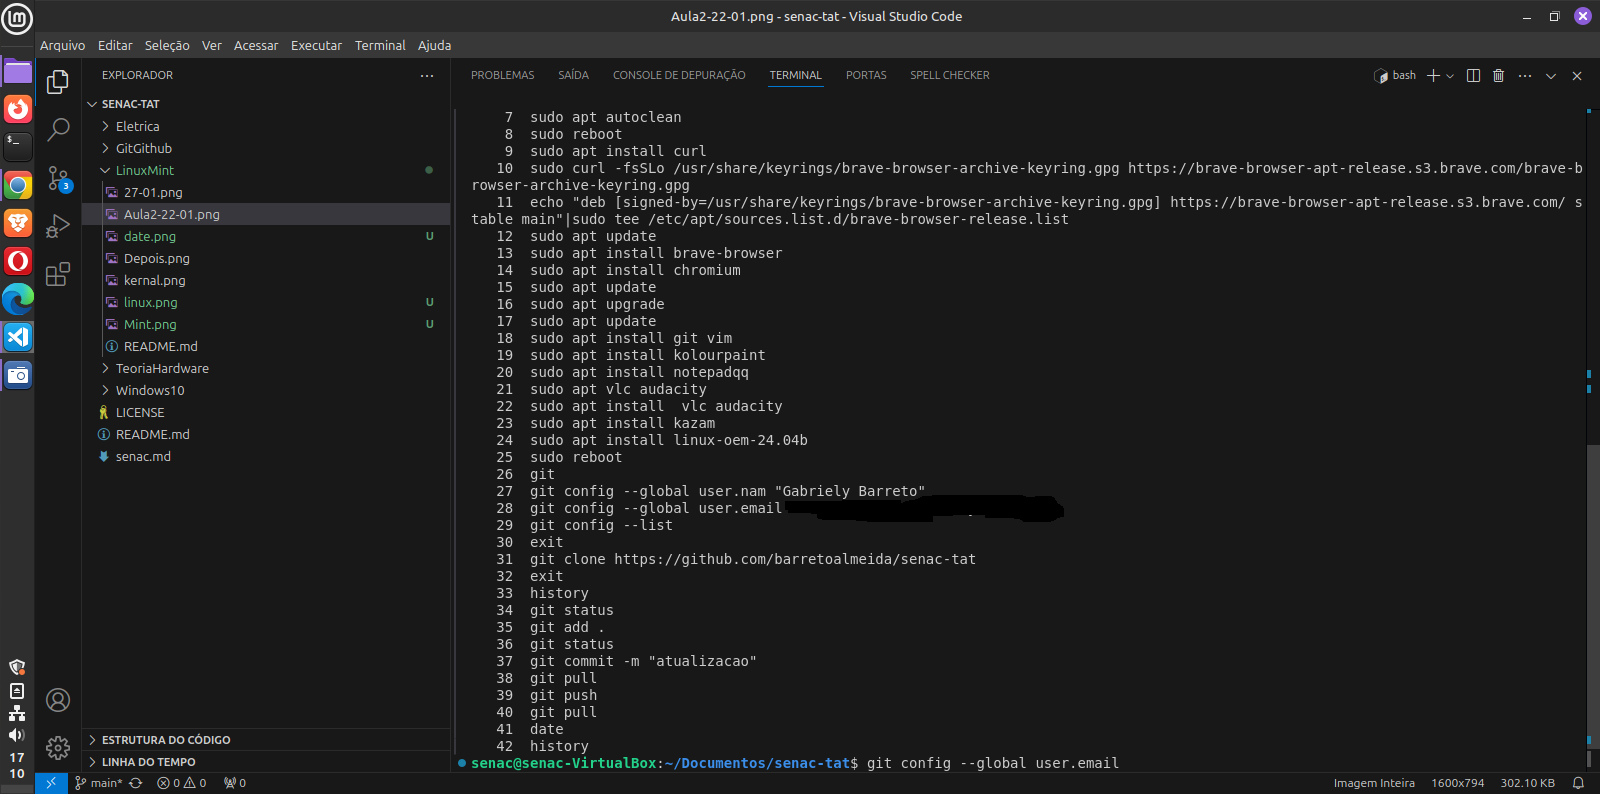 Aula2-22-01.png - senac-tat - Visual Studio Code
Arquivo Editar Seleção Ver Acessar Executar Terminal Ajuda
EXPLORADOR
SENAC-TAT
Eletrica
GitGithub
LinuxMint
27-01.png
Aula2-22-01.png
date.png U
Depois.png
kernal.png
linux.png U
Mint.png U
README.md
TeoriaHardware
Windows10
LICENSE
README.md
senac.md
ESTRUTURA DO CÓDIGO
LINHA DO TEMPO
3
17
10
PROBLEMAS SAÍDA CONSOLE DE DEPURAÇÃO TERMINAL PORTAS SPELL CHECKER
bash
7 sudo apt autoclean
8 sudo reboot
9 sudo apt install curl
10 sudo curl -fsSLo /usr/share/keyrings/brave-browser-archive-keyring.gpg https://brave-browser-apt-release.s3.brave.com/brave-b
rowser-archive-keyring.gpg
11 echo "deb [signed-by=/usr/share/keyrings/brave-browser-archive-keyring.gpg] https://brave-browser-apt-release.s3.brave.com/ s
table main"|sudo tee /etc/apt/sources.list.d/brave-browser-release.list
12 sudo apt update
13 sudo apt install brave-browser
14 sudo apt install chromium
15 sudo apt update
16 sudo apt upgrade
17 sudo apt update
18 sudo apt install git vim
19 sudo apt install kolourpaint
20 sudo apt install notepadqq
21 sudo apt vlc audacity
22 sudo apt install  vlc audacity
23 sudo apt install kazam
24 sudo apt install linux-oem-24.04b
25 sudo reboot
26 git
27 git config --global user.nam "Gabriely Barreto"
28 git config --global user.email
29 git config --list
30 exit
31 git clone https://github.com/barretoalmeida/senac-tat
32 exit
33 history
34 git status
35 git add .
36 git status
37 git commit -m "atualizacao"
38 git pull
39 git push
40 git pull
41 date
42 history
senac@senac-VirtualBox:~/Documentos/senac-tat$ git config --global user.email
main* 0 0 0
Imagem Inteira 1600x794 302.10 KB